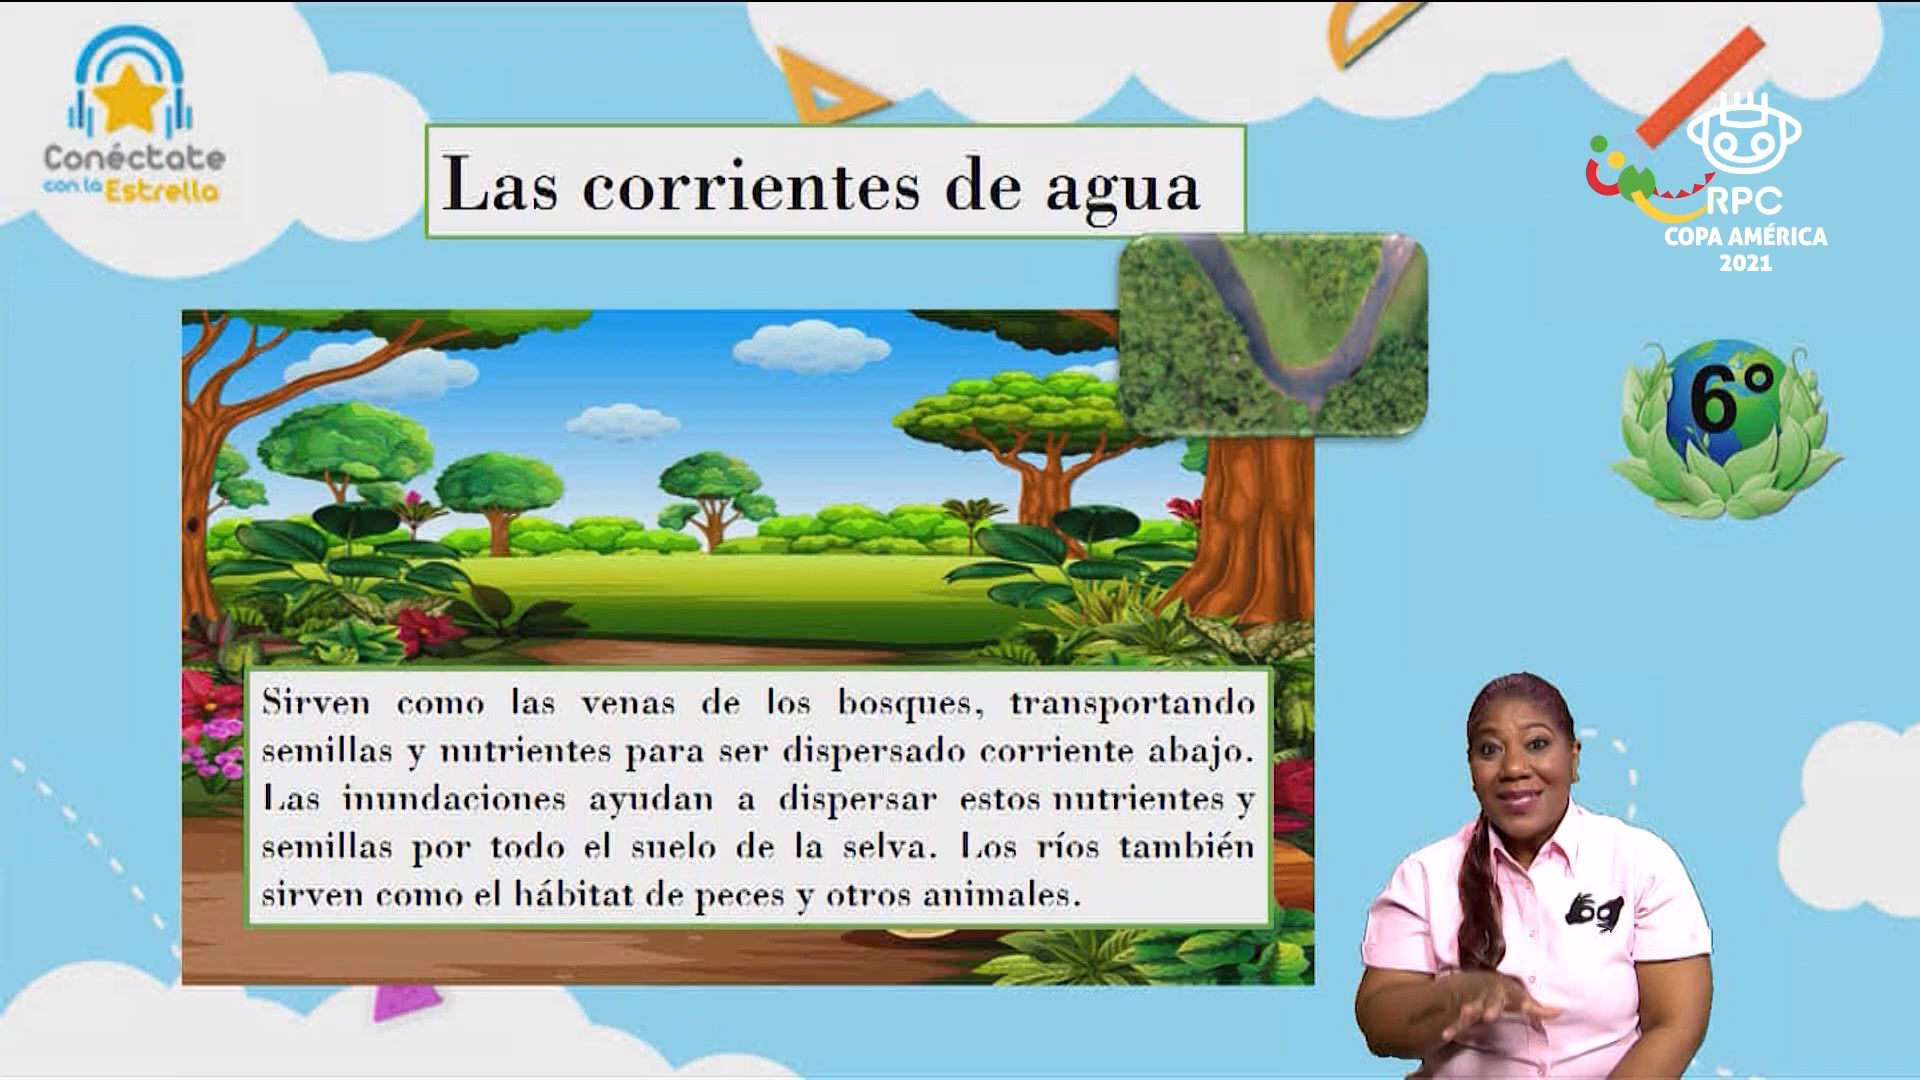 Conéctate
con la Estrella
Las corrientes de agua
RPC
COPA AMÉRICA
2021
6°
Sirven como las venas de los bosques, transportando
semillas y nutrientes para ser dispersado corriente abajo.
Las inundaciones ayudan a dispersar estos nutrientes y
semillas por todo el suelo de la selva. Los ríos también
sirven como el hábitat de peces y otros animales.